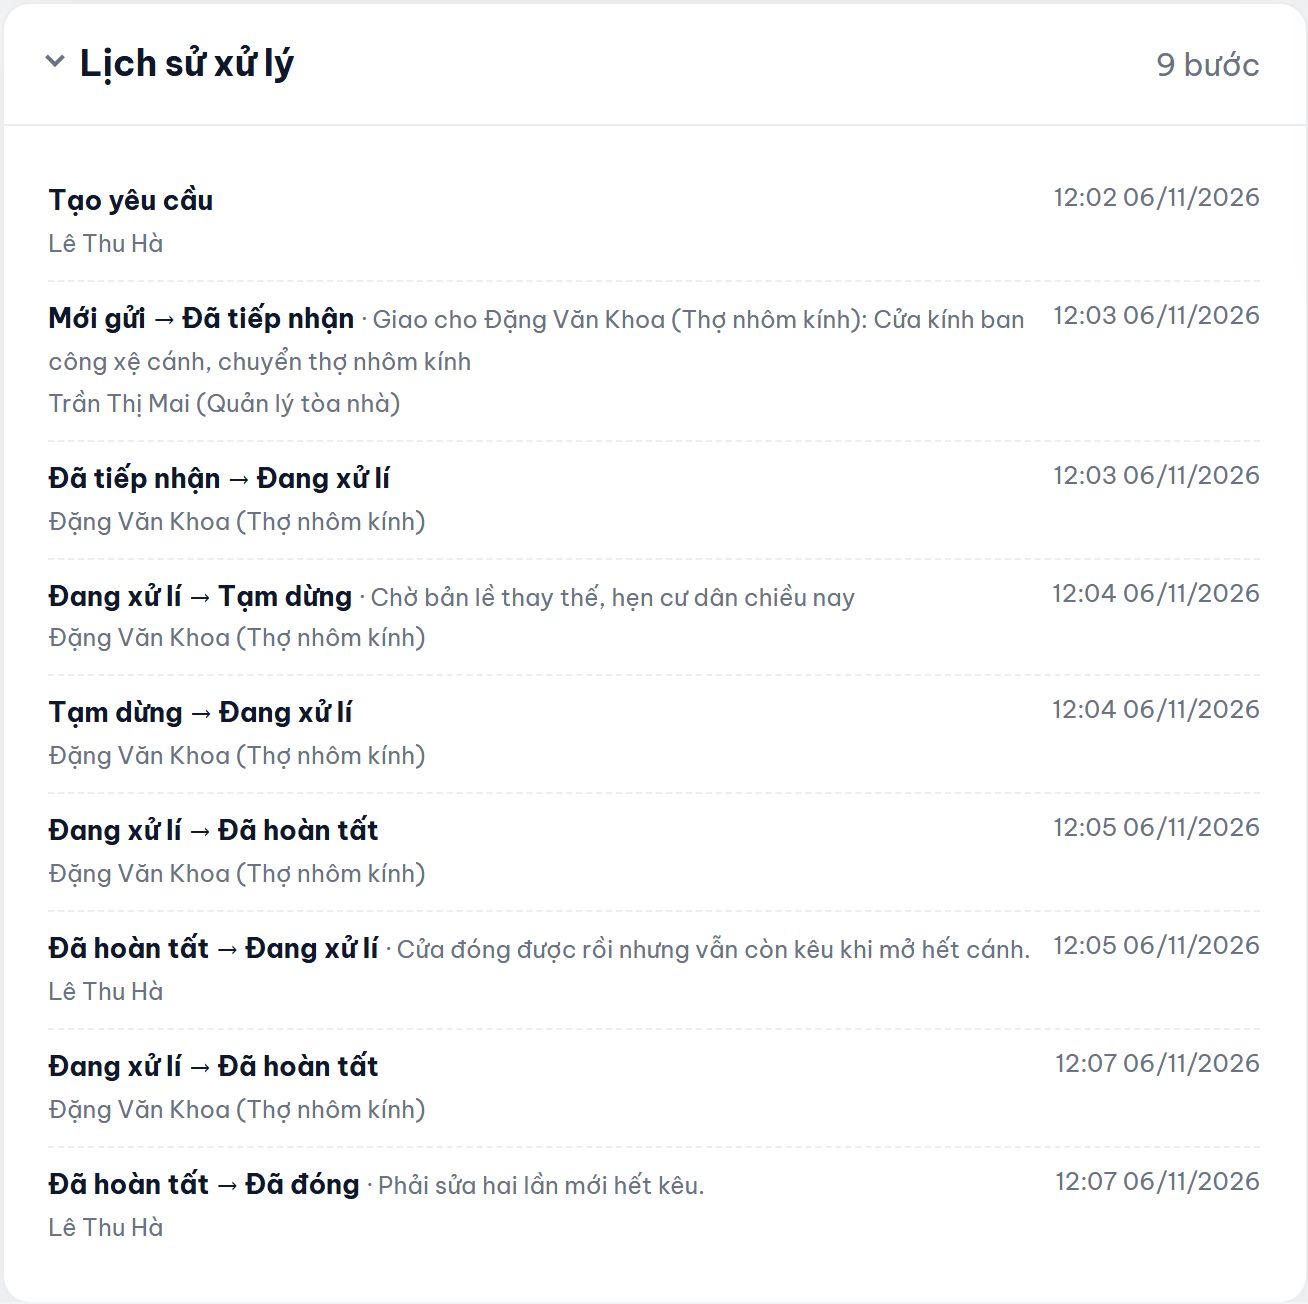 Lịch sử xử lý
9 bước
Tạo yêu cầu
12:02 06/11/2026
Lê Thu Hà
Mới gửi → Đã tiếp nhận · Giao cho Đặng Văn Khoa (Thợ nhôm kính): Cửa kính ban
12:03 06/11/2026
công xệ cánh, chuyển thợ nhôm kính
Trần Thị Mai (Quản lý tòa nhà)
Đã tiếp nhận → Đang xử lí
12:03 06/11/2026
Đặng Văn Khoa (Thợ nhôm kính)
Đang xử lí → Tạm dừng · Chờ bản lề thay thế, hẹn cư dân chiều nay
12:04 06/11/2026
Đặng Văn Khoa (Thợ nhôm kính)
Tạm dừng → Đang xử lí
12:04 06/11/2026
Đặng Văn Khoa (Thợ nhôm kính)
Đang xử lí → Đã hoàn tất
12:05 06/11/2026
Đặng Văn Khoa (Thợ nhôm kính)
Đã hoàn tất → Đang xử lí · Cửa đóng được rồi nhưng vẫn còn kêu khi mở hết cánh.
12:05 06/11/2026
Lê Thu Hà
Đang xử lí → Đã hoàn tất
12:07 06/11/2026
Đặng Văn Khoa (Thợ nhôm kính)
Đã hoàn tất → Đã đóng · Phải sửa hai lần mới hết kêu.
12:07 06/11/2026
Lê Thu Hà